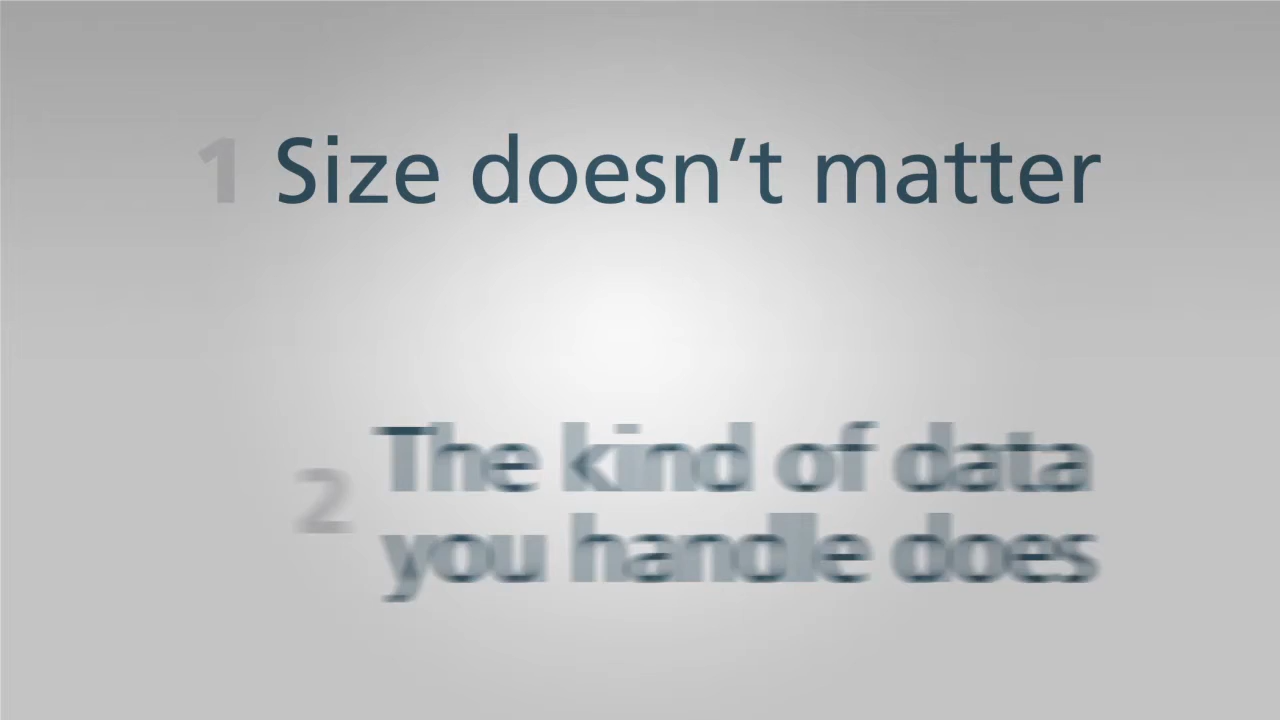 1 Size doesn’t matter
2 The kind of data
you handle does